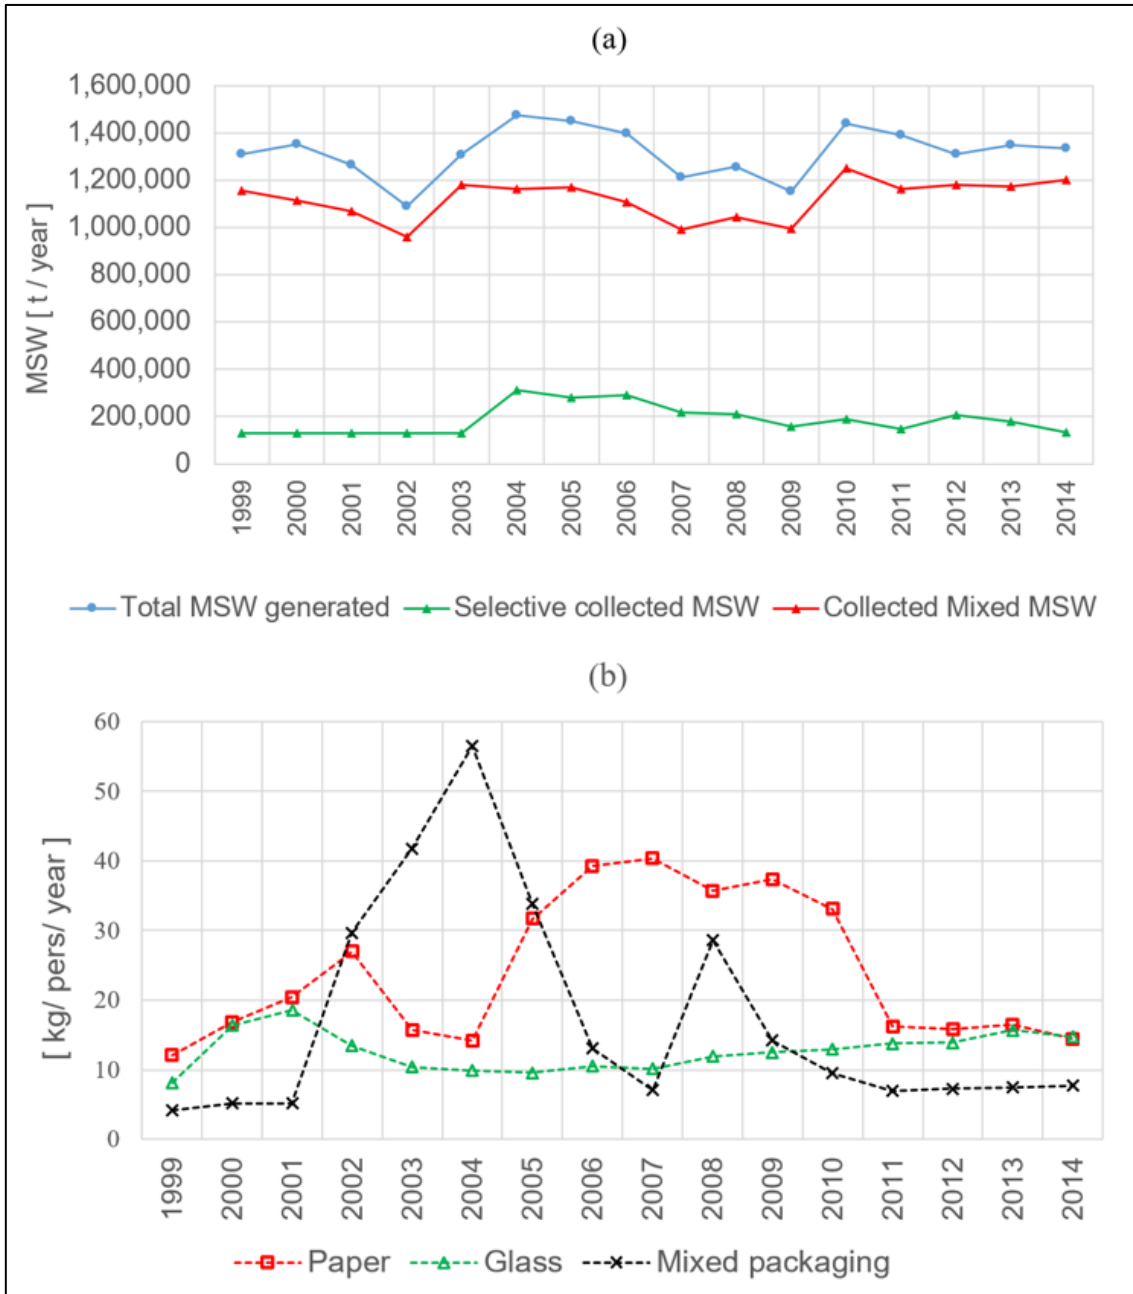 (a)
MSW [ t / year ]
1,600,000
1,400,000
1,200,000
1,000,000
800,000
600,000
400,000
200,000
0
1999 2000 2001 2002 2003 2004 2005 2006 2007 2008 2009 2010 2011 2012 2013 2014
Total MSW generated Selective collected MSW Collected Mixed MSW
(b)
[ kg/ pers/ year ]
60
50
40
30
20
10
0
1999 2000 2001 2002 2003 2004 2005 2006 2007 2008 2009 2010 2011 2012 2013 2014
Paper Glass Mixed packaging